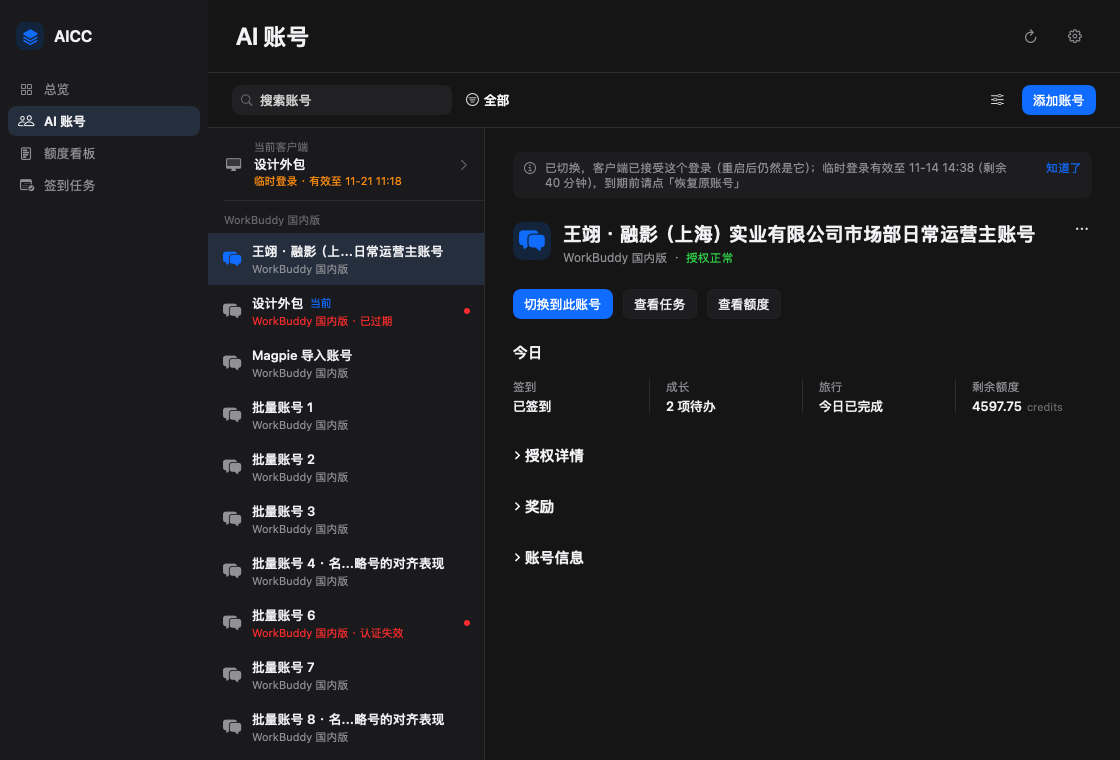 AICC
总览
AI 账号
额度看板
签到任务
AI 账号
搜索账号
全部
添加账号
当前客户端
设计外包
临时登录 · 有效至 11-21 11:18
WorkBuddy 国内版
王翊 · 融影（上...日常运营主账号
WorkBuddy 国内版
设计外包 当前
WorkBuddy 国内版 · 已过期
Magpie 导入账号
WorkBuddy 国内版
批量账号 1
WorkBuddy 国内版
批量账号 2
WorkBuddy 国内版
批量账号 3
WorkBuddy 国内版
批量账号 4 · 名...略号的对齐表现
WorkBuddy 国内版
批量账号 6
WorkBuddy 国内版 · 认证失效
批量账号 7
WorkBuddy 国内版
批量账号 8 · 名...略号的对齐表现
WorkBuddy 国内版
已切换，客户端已接受这个登录（重启后仍然是它）；临时登录有效至 11-14 14:38（剩余
40 分钟），到期前请点「恢复原账号」
知道了
王翊 · 融影（上海）实业有限公司市场部日常运营主账号
WorkBuddy 国内版 · 授权正常
切换到此账号
查看任务
查看额度
今日
签到
已签到
成长
2 项待办
旅行
今日已完成
剩余额度
4597.75 credits
授权详情
奖励
账号信息